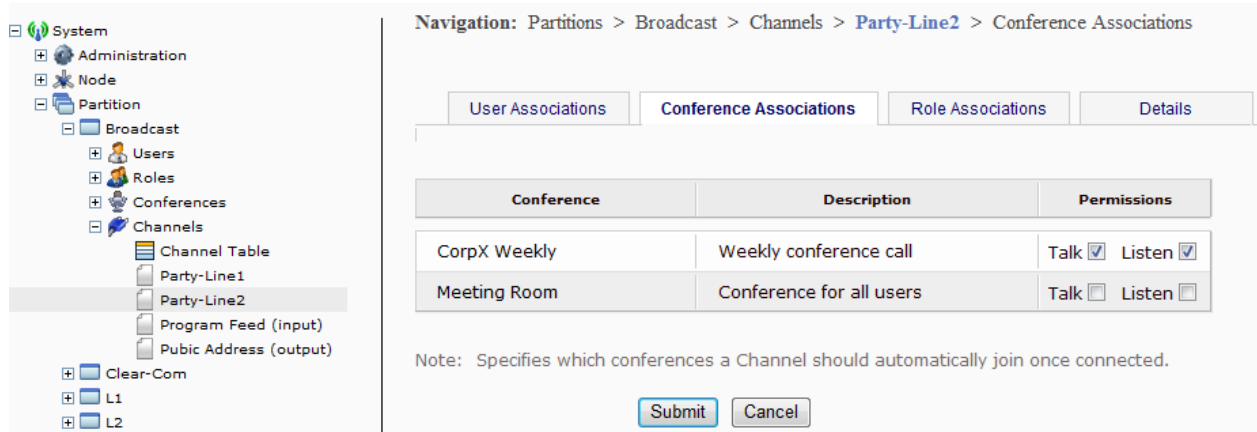 System
Administration
Node
Partition
Broadcast
Users
Roles
Conferences
Channels
Channel Table
Party-Line1
Party-Line2
Program Feed (input)
Pubic Address (output)
Clear-Com
L1
L2
Navigation: Partitions > Broadcast > Channels > Party-Line2 > Conference Associations
User Associations Conference Associations Role Associations Details
Conference Description Permissions
CorpX Weekly Weekly conference call Talk Listen
Meeting Room Conference for all users Talk Listen
Note: Specifies which conferences a Channel should automatically join once connected.
Submit Cancel